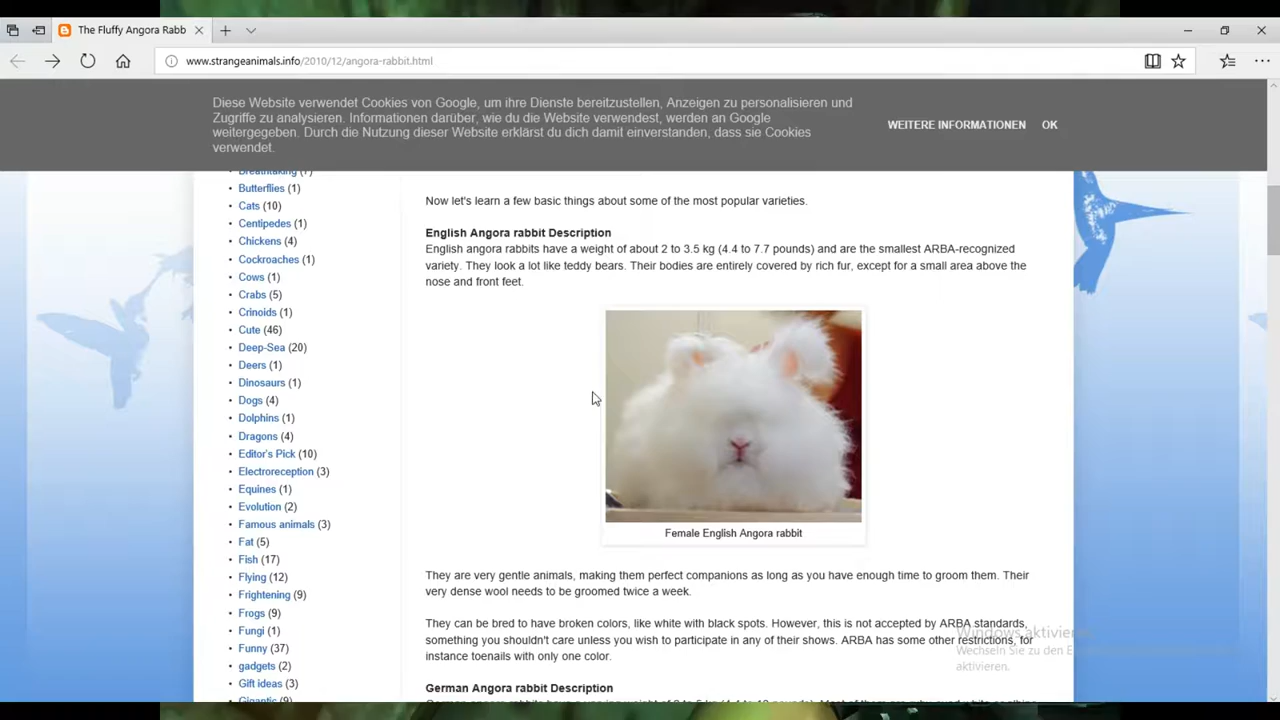 The Fluffy Angora Rabb
www.strangeanimals.info/2010/12/angora-rabbit.html
Diese Website verwendet Cookies von Google, um ihre Dienste bereitzustellen, Anzeigen zu personalisieren und
Zugriffe zu analysieren. Informationen darüber, wie du die Website verwendest, werden an Google
weitergegeben. Durch die Nutzung dieser Website erklärst du dich damit einverstanden, dass sie Cookies
verwendet.
WEITERE INFORMATIONEN OK
Breathtaking
Butterflies (1)
Cats (10)
Centipedes (1)
Chickens (4)
Cockroaches (1)
Cows (1)
Crabs (5)
Crinoids (1)
Cute (46)
Deep-Sea (20)
Deers (1)
Dinosaurs (1)
Dogs (4)
Dolphins (1)
Dragons (4)
Editor's Pick (10)
Electroreception (3)
Equines (1)
Evolution (2)
Famous animals (3)
Fat (5)
Fish (17)
Flying (12)
Frightening (9)
Frogs (9)
Fungi (1)
Funny (37)
gadgets (2)
Gift ideas (3)
Gigantic (9)
Now let's learn a few basic things about some of the most popular varieties.
English Angora rabbit Description
English angora rabbits have a weight of about 2 to 3.5 kg (4.4 to 7.7 pounds) and are the smallest ARBA-recognized
variety. They look a lot like teddy bears. Their bodies are entirely covered by rich fur, except for a small area above the
nose and front feet.
Female English Angora rabbit
They are very gentle animals, making them perfect companions as long as you have enough time to groom them. Their
very dense wool needs to be groomed twice a week.
They can be bred to have broken colors, like white with black spots. However, this is not accepted by ARBA standards,
something you shouldn't care unless you wish to participate in any of their shows. ARBA has some other restrictions, for
instance toenails with only one color.
German Angora rabbit Description
Windows aktivieren
Wechseln Sie zu den
aktivieren.